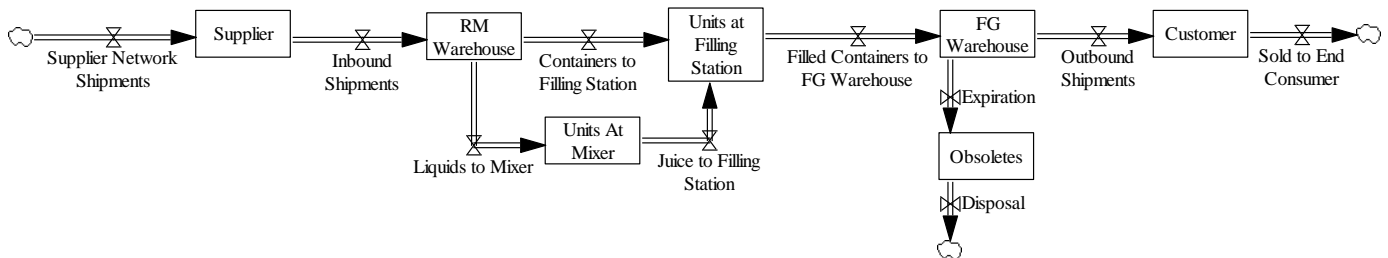 Supplier Network
Shipments
Supplier
Inbound
Shipments
RM
Warehouse
Containers to
Filling Station
Liquids to Mixer
Units At
Mixer
Juice to Filling
Station
Units at
Filling
Station
Filled Containers to
FG Warehouse
FG
Warehouse
Expiration
Obsoletes
Disposal
Outbound
Shipments
Customer
Sold to End
Consumer